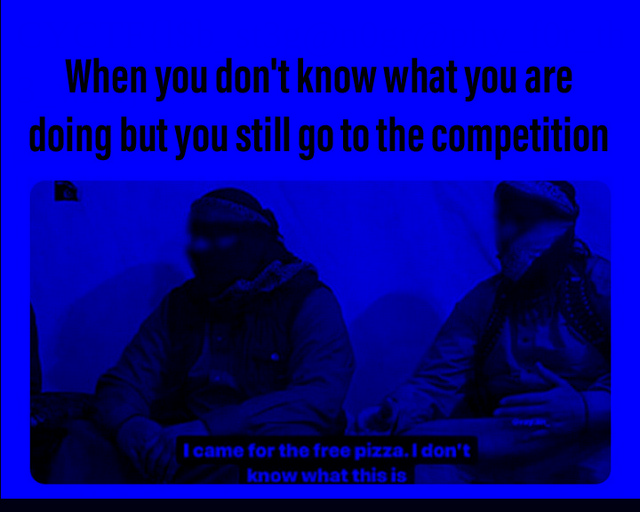 When you don't know what you are
doing but you still go to the competition
I came for the free pizza. I don't
know what this is